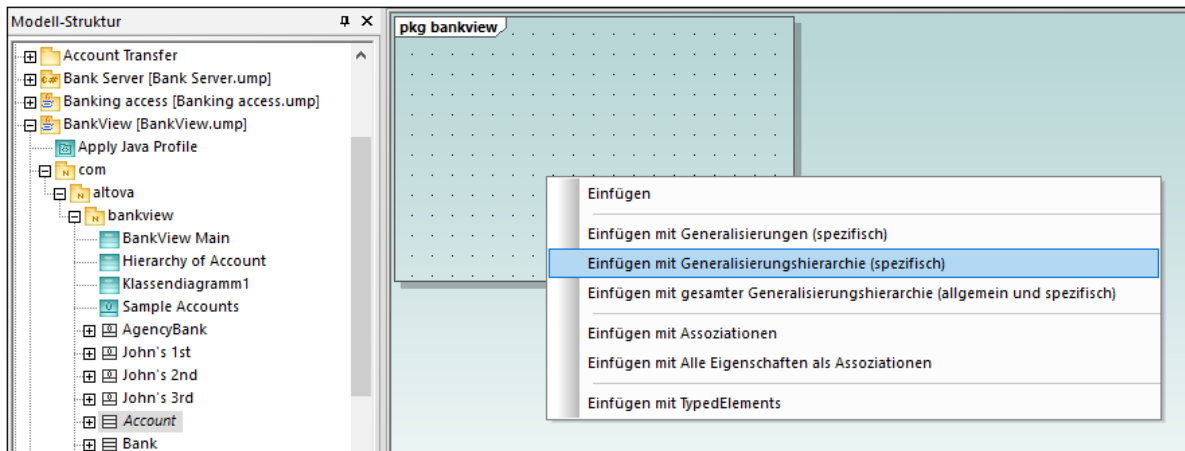 Modell-Struktur
Account Transfer
Bank Server [Bank Server.ump]
Banking access [Banking access.ump]
BankView [BankView.ump]
Apply Java Profile
com
altova
bankview
BankView Main
Hierarchy of Account
Klassendiagramm1
Sample Accounts
AgencyBank
John's 1st
John's 2nd
John's 3rd
Account
Bank
pkg bankview
Einfügen
Einfügen mit Generalisierungen (spezifisch)
Einfügen mit Generalisierungshierarchie (spezifisch)
Einfügen mit gesamter Generalisierungshierarchie (allgemein und spezifisch)
Einfügen mit Assoziationen
Einfügen mit Alle Eigenschaften als Assoziationen
Einfügen mit TypedElements